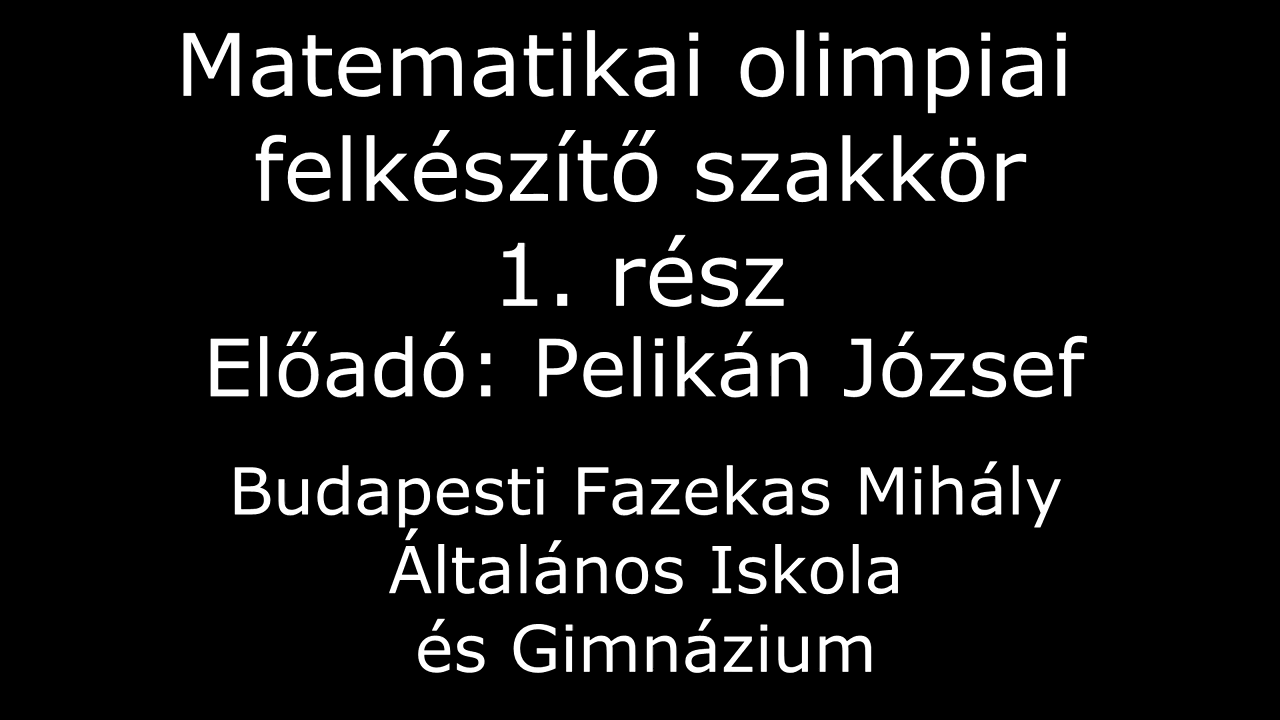 Matematikai olimpiai
felkészítő szakkör
1. rész
Előadó: Pelikán József
Budapesti Fazekas Mihály
Általános Iskola
és Gimnázium